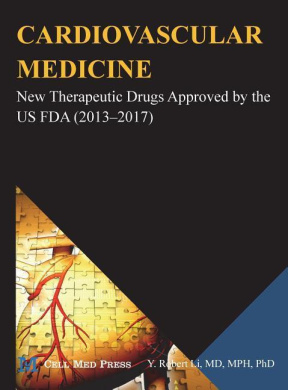 CARDIOVASCULAR
MEDICINE
New Therapeutic Drugs Approved by the
US FDA (2013–2017)
CELL MED PRESS
Y. Robert Li, MD, MPH, PhD